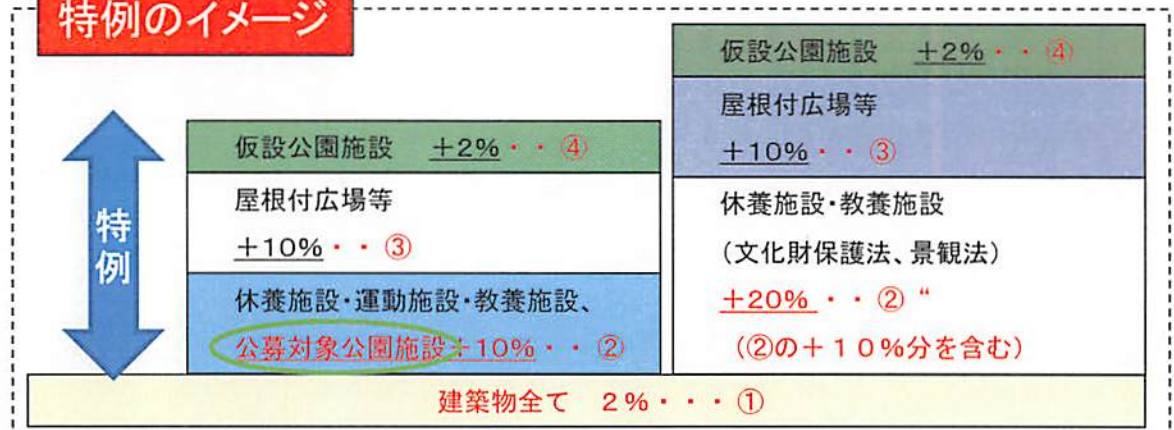 特例のイメージ
特例
仮設公園施設 +2%・・④
屋根付広場等
+10%・・③
休養施設・運動施設・教養施設、
公募対象公園施設+10%・・②
仮設公園施設 +2%・・④
屋根付広場等
+10%・・③
休養施設・教養施設
(文化財保護法、景観法)
+20%・・②“
(②の+10%分を含む)
建築物全て 2%・・・①